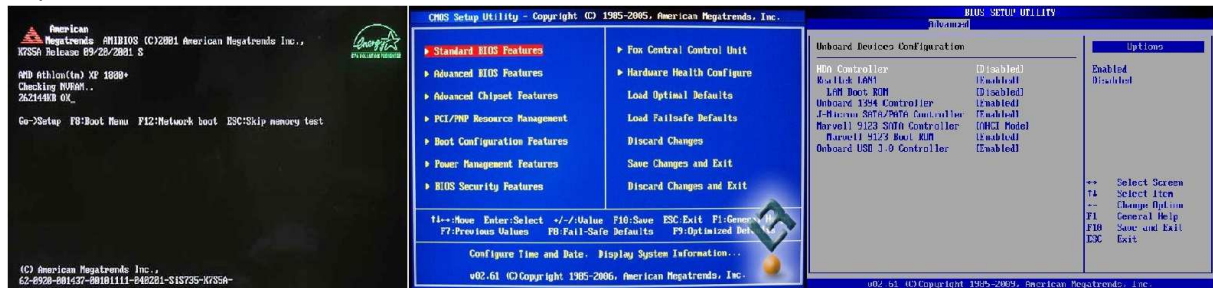 American
Megatrends AMIBIOS (C)2001 American Megatrends Inc.,
K7S5A Release 09/28/2001 S
AMD Athlon(tm) XP 1800+
Checking NVRAM..
262144KB OK_
Go->Setup F8:Boot Menu F12:Network boot ESC:Skip memory test
(C) American Megatrends Inc.,
CMOS Setup Utility - Copyright (C) 1985-2005, American Megatrends, Inc.
Standard BIOS Features
Advanced BIOS Features
Advanced Chipset Features
PCI/PNP Resource Management
Boot Configuration Features
Power Management Features
BIOS Security Features
Fox Central Control Unit
Hardware Health Configure
Load Optimal Defaults
Load Failsafe Defaults
Discard Changes
Save Changes and Exit
Discard Changes and Exit
↑↓←→:Move Enter:Select +/-/:Value F10:Save ESC:Exit F1:General
F7:Previous Values F8:Fail-Safe Defaults F9:Optimized
Configure Time and Date. Display System Information...
v02.61 (C)Copyright 1985-2006, American Megatrends, Inc.
BIOS SETUP UTILITY
Advanced
Onboard Devices Configuration
HDA Controller [Disabled]
Realtek LAN1 [Enabled]
LAN Boot ROM [Disabled]
Onboard 1394 Controller [Enabled]
J-Micron SATA/PATA Controller [Enabled]
Marvell 9123 SATA Controller [AHCI Mode]
Marvell 9123 Boot ROM [Enabled]
Onboard USB 3.0 Controller [Enabled]
Options
Enabled
Disabled
↔ Select Screen
↑↓ Select Item
+- Change Option
F1 General Help
F10 Save and Exit
ESC Exit
v02.61 (C)Copyright 1985-2009, American Megatrends, Inc.